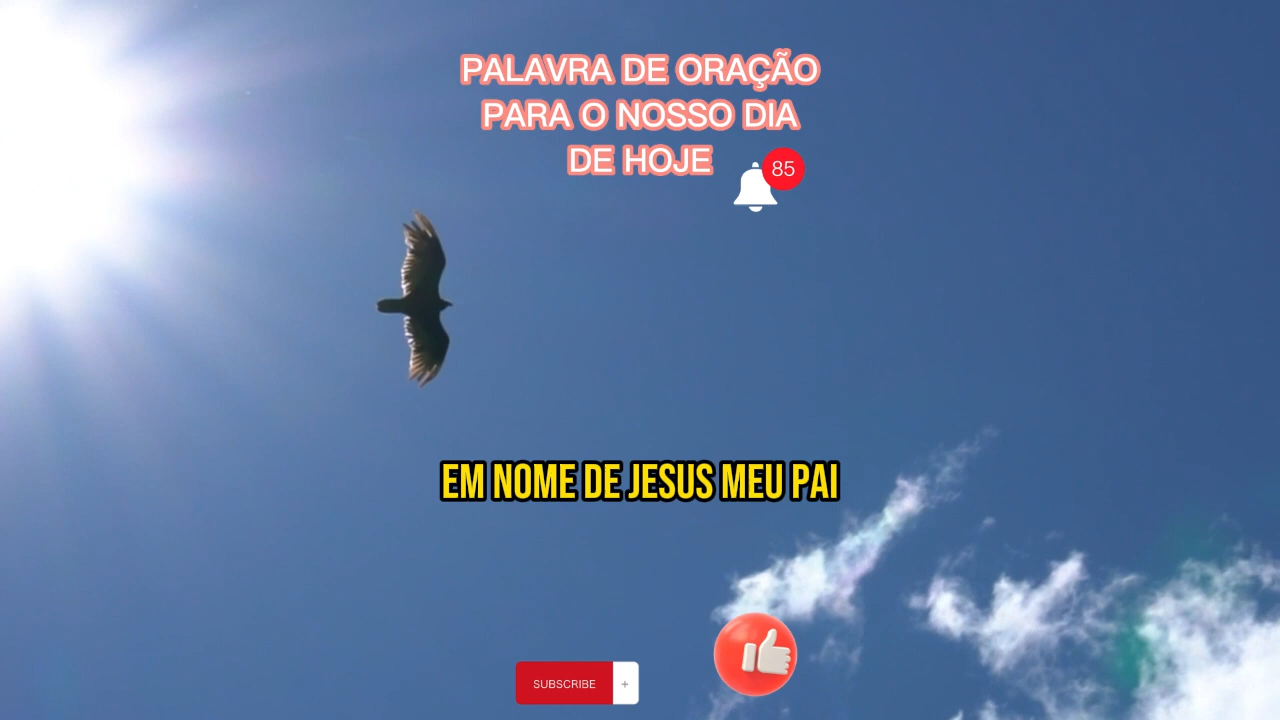 PALAVRA DE ORAÇÃO
PARA O NOSSO DIA
DE HOJE
85
EM NOME DE JESUS MEU PAI
SUBSCRIBE +